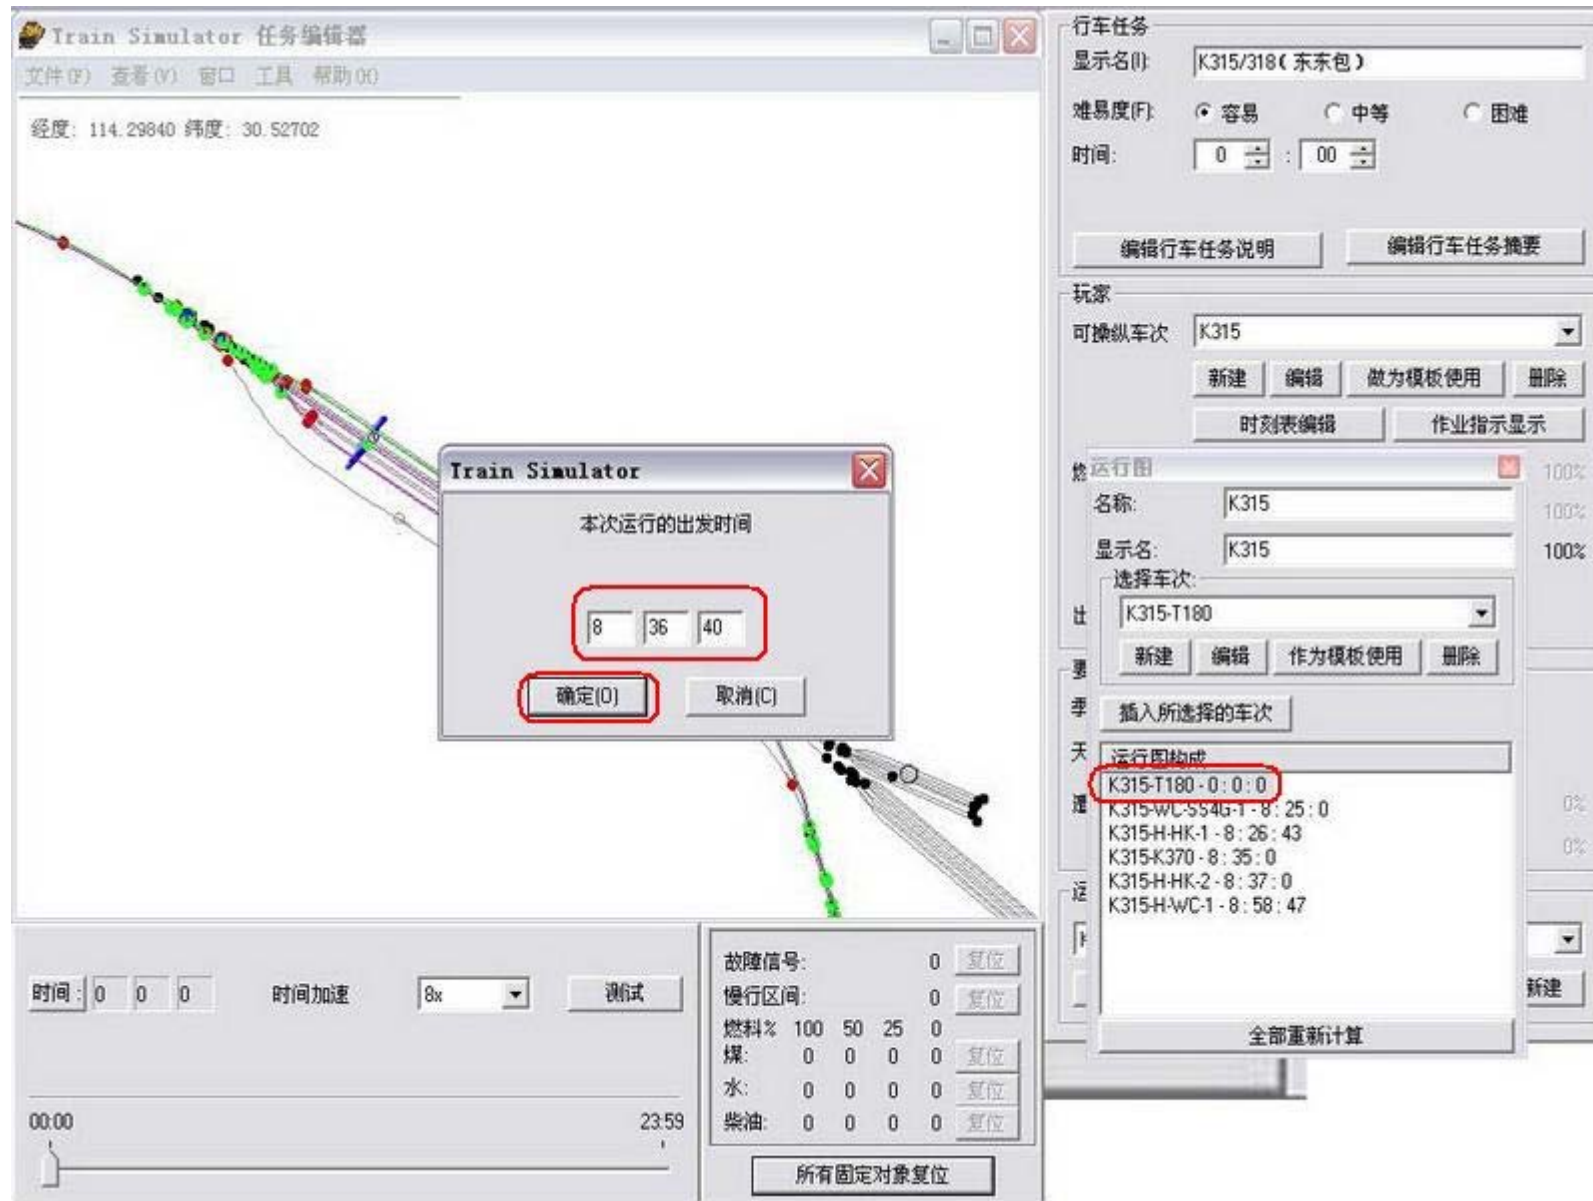 Train Simulator 任务编辑器
文件(F) 查看(V) 窗口 工具 帮助(H)
经度: 114.29840 纬度: 30.52702
行车任务
显示名(I): K315/318(东东包)
难易度(F): 容易 中等 困难
时间: 0 : 00
编辑行车任务说明 编辑行车任务摘要
玩家
可操纵车次 K315
新建 编辑 做为模板使用 删除
时刻表编辑 作业指示显示
Train Simulator
本次运行的出发时间
8 36 40
确定(O) 取消(C)
运行图
100%
名称: K315
100%
显示名: K315
100%
选择车次:
K315-T180
新建 编辑 作为模板使用 删除
季
插入所选择的车次
天
运行图构成
K315-T180 - 0 : 0 : 0
K315-WC-SS4G-1 - 8 : 25 : 0
0%
K315-H-HK-1 - 8 : 26 : 43
K315-K370 - 8 : 35 : 0
0%
K315-H-HK-2 - 8 : 37 : 0
K315-H-WC-1 - 8 : 58 : 47
新建
全部重新计算
时间: 0 0 0 时间加速 8x 测试
00:00 23:59
故障信号: 0 复位
慢行区间: 0 复位
燃料% 100 50 25 0
煤: 0 0 0 0 复位
水: 0 0 0 0 复位
柴油: 0 0 0 0 复位
所有固定对象复位